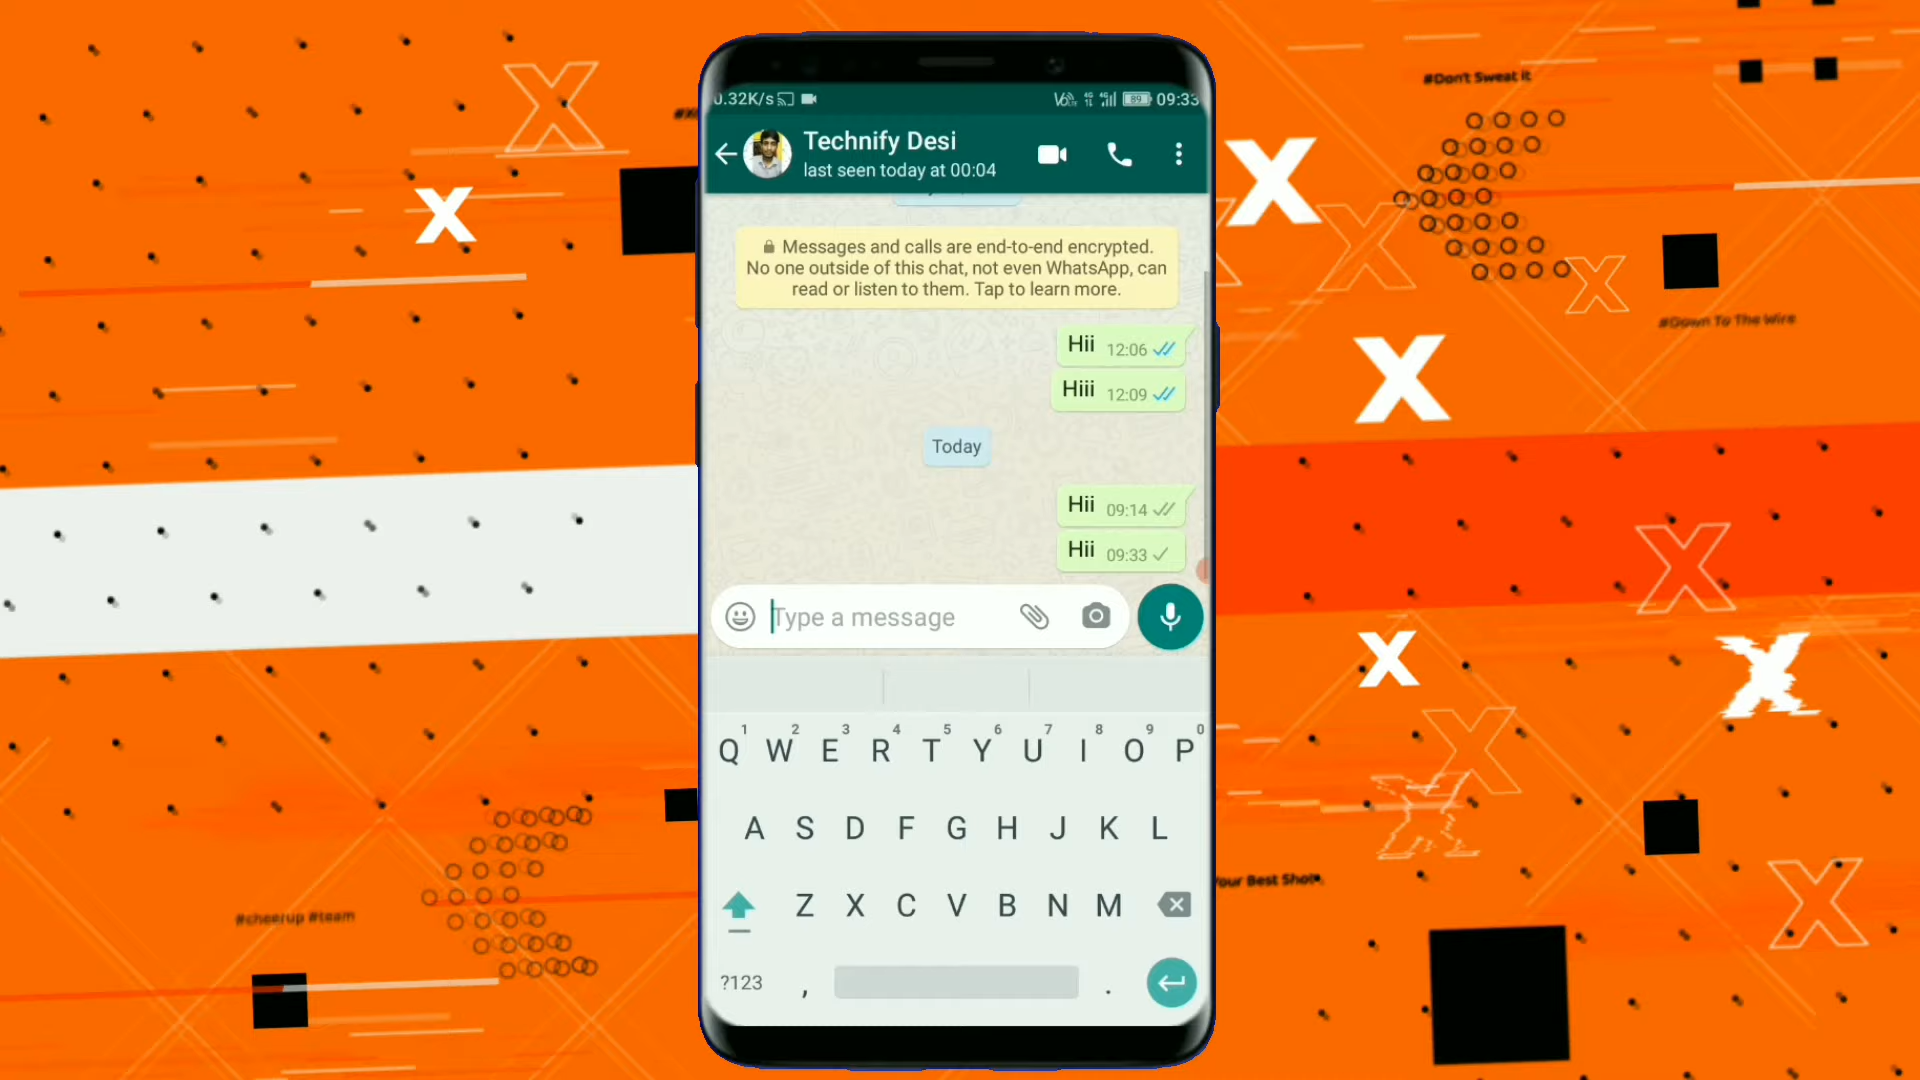 #Don't Sweat it
0.32K/s
89
09:33
Technify Desi
last seen today at 00:04
Messages and calls are end-to-end encrypted.
No one outside of this chat, not even WhatsApp, can
read or listen to them. Tap to learn more.
#Down To The Wire
Hii 12:06
Hiii 12:09
Today
Hii 09:14
Hii 09:33
Type a message
1 2 3 4 5 6 7 8 9 0
Q W E R T Y U I O P
A S D F G H J K L
Z X C V B N M
Your Best Shot
#cheerup #team
?123 , .